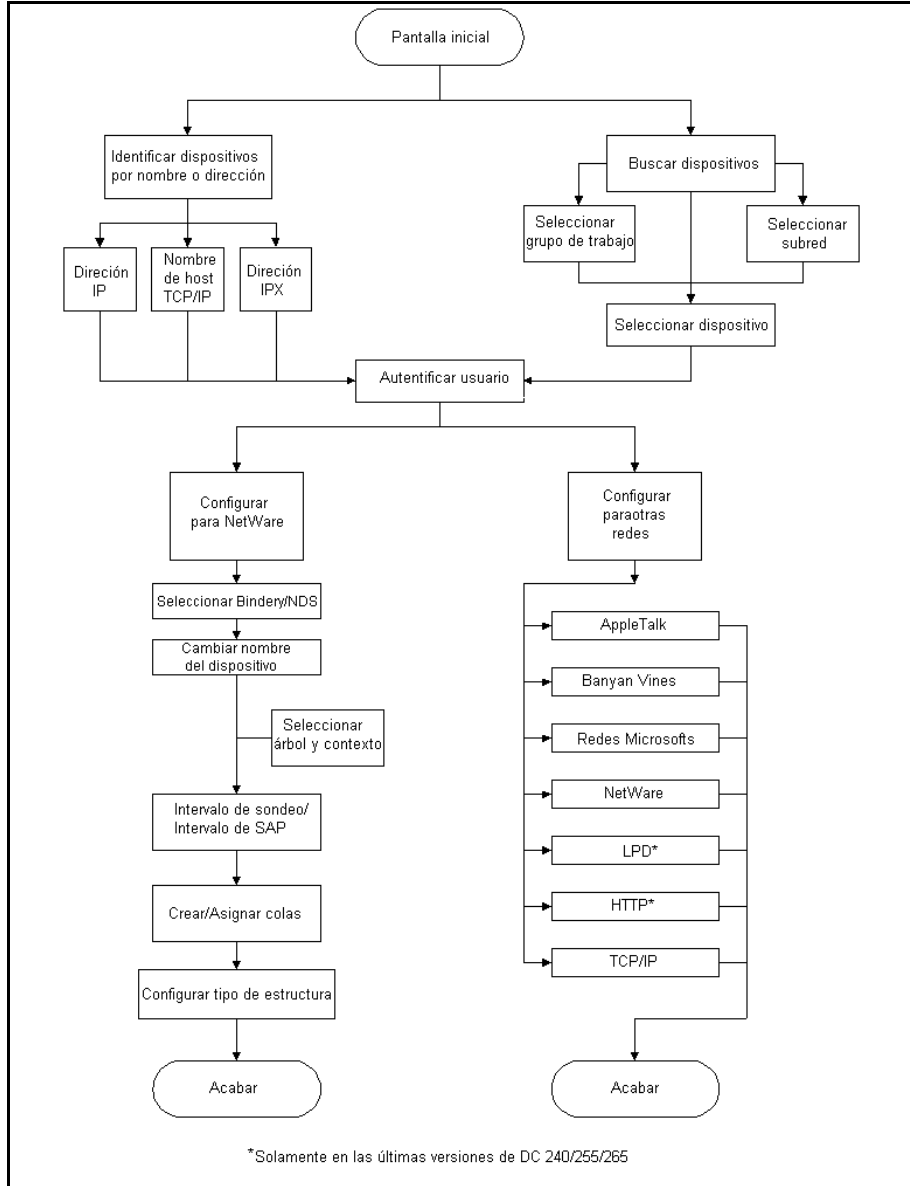 Pantalla inicial
Identificar dispositivos
por nombre o dirección
Buscar dispositivos
Seleccionar
grupo de trabajo
Seleccionar
subred
Direción
IP
Nombre
de host
TCP/IP
Direción
IPX
Seleccionar dispositivo
Autentificar usuario
Configurar
para NetWare
Configurar
paraotras
redes
Seleccionar Bindery/NDS
Cambiar nombre
del dispositivo
Seleccionar
árbol y contexto
Intervalo de sondeo/
Intervalo de SAP
Crear/Asignar colas
Configurar tipo de estructura
Acabar
AppleTalk
Banyan Vines
Redes Microsofts
NetWare
LPD*
HTTP*
TCP/IP
Acabar
*Solamente en las últimas versiones de DC 240/255/265